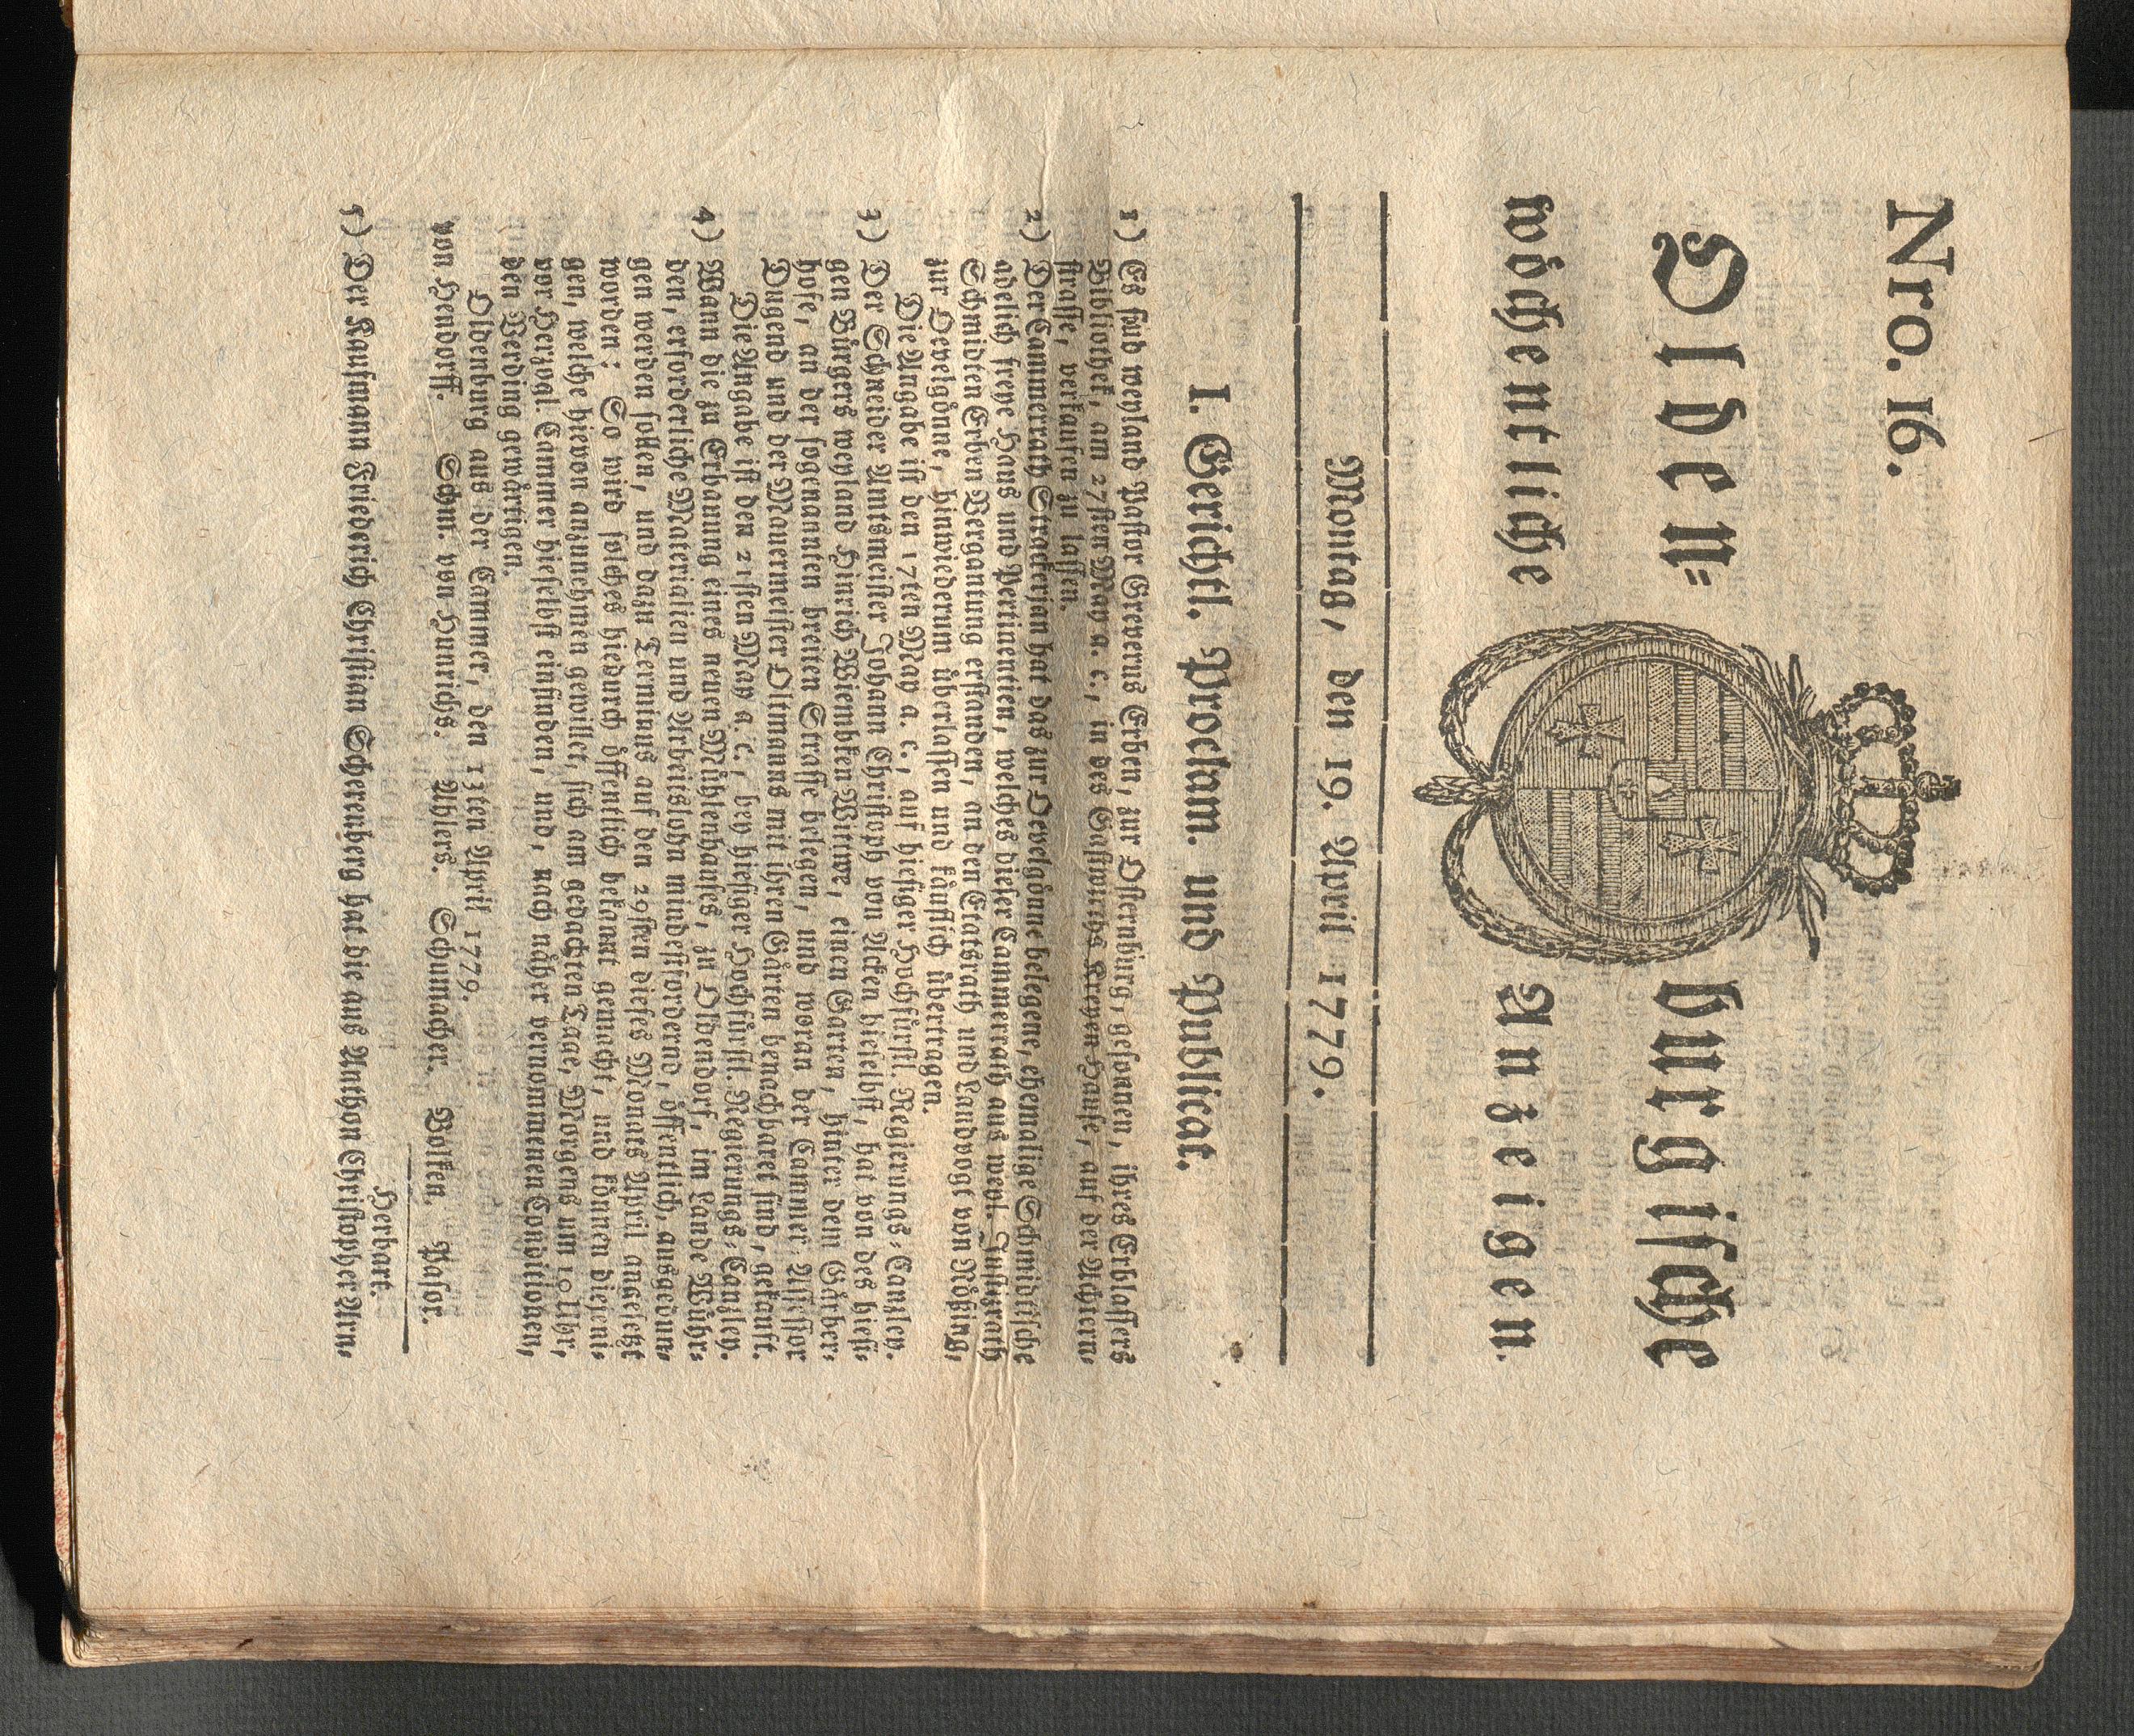 Nro. 16.
Olden= burgische
wöchentliche Anzeigen.
Montag, den 19. April 1779.
I. Gerichtl. Proclam. und Publicat.
1) Es sind weyland Pastor Greverus Erben, zur Osternburg, gesonnen, ihres Erblassers
Bibliothek, am 27sten May a. c., in des Gastwirths Kreyen Hause, auf der Achtern=
strasse, verkaufen zu lassen.
2) Der Cammerrath Strackerjan hat das zur Develgönne belegene, ehemalige Schmidtsche
adelich freye Haus und Pertinentien, welches dieser Cammerath aus weyl. Justizrath
Schmidten Erben Vergantung erstanden, an den Etatsrath und Landvogt von Rößing,
zur Develgönne, hinwiederum überlassen und käuflich übertragen.
Die Angabe ist den 17ten May a. c., auf hiesiger Hochfürstl. Regierungs=Canzley.
3) Der Schneider Amtsmeister Johann Christoph von Acken hieselbst, hat von des hiesi=
gen Bürgers weyland Hinrich Wiembken Witwe, einen Garten, hinter dem Gärber=
hofe, an der sogenannten breiten Strasse belegen, und woran der Cammer=Assessor
Dugend und der Mauermeister Oltmanns mit ihren Gärten benachbaret sind, gekauft.
Die Angabe ist den 21sten May a. c., bey hiesiger Hochfürstl. Regierungs=Canzley.
4) Wann die zu Erbauung eines neuen Mühlenhauses, zu Oldendorf, im Lande Wühr=
den, erforderliche Materialien und Arbeitslohn mindestfordernd, öffentlich, ausgedun=
gen werden sollen, und dazu Terminus auf den 29sten dieses Monats April angesetzt
worden; So wird solches hiedurch öffentlich bekannt gemacht, und können diejeni=
gen, welche hievon anzunehmen gewillet, sich am gedachten Tage, Morgens um 10 Uhr,
vor Herzogl. Cammer hieselbst einfinden, und, nach näher vernommenen Conditionen,
den Verding gewärtigen.
Oldenburg aus der Cammer, den 13ten April 1779.
von Hendorff. Schm. von Hunrichs. Ahlers. Schumacher. Wolken. Pastor.
Herbart.
5) Der Kaufmann Friederich Christian Scherenberg hat die aus Anthon Christopher Arn=